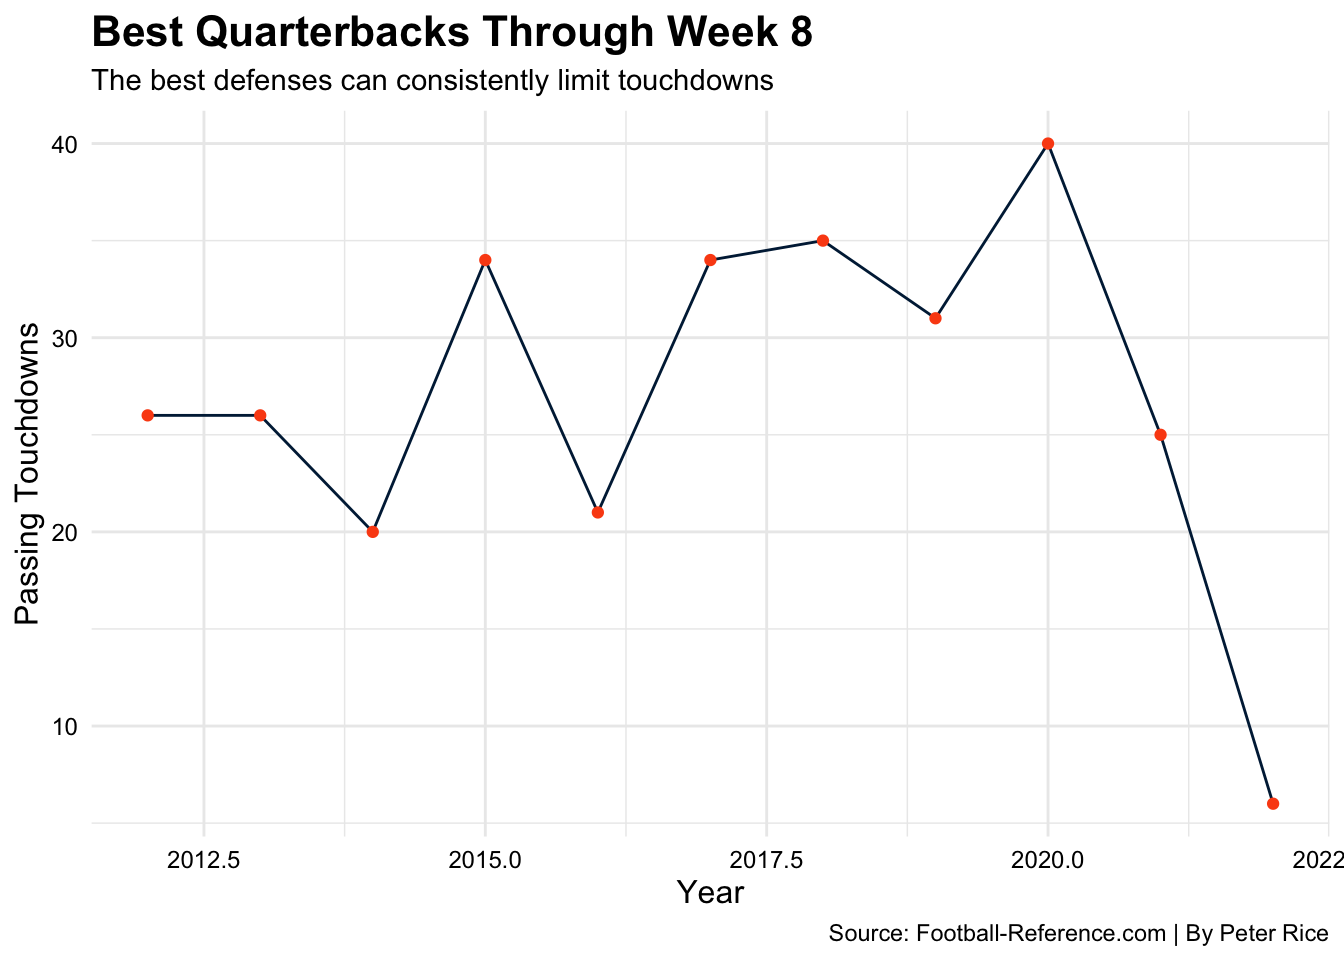 Best Quarterbacks Through Week 8
The best defenses can consistently limit touchdowns
40
30
20
10
Passing Touchdowns
2012.5
2015.0
2017.5
2020.0
2022
Year
Source: Football-Reference.com | By Peter Rice